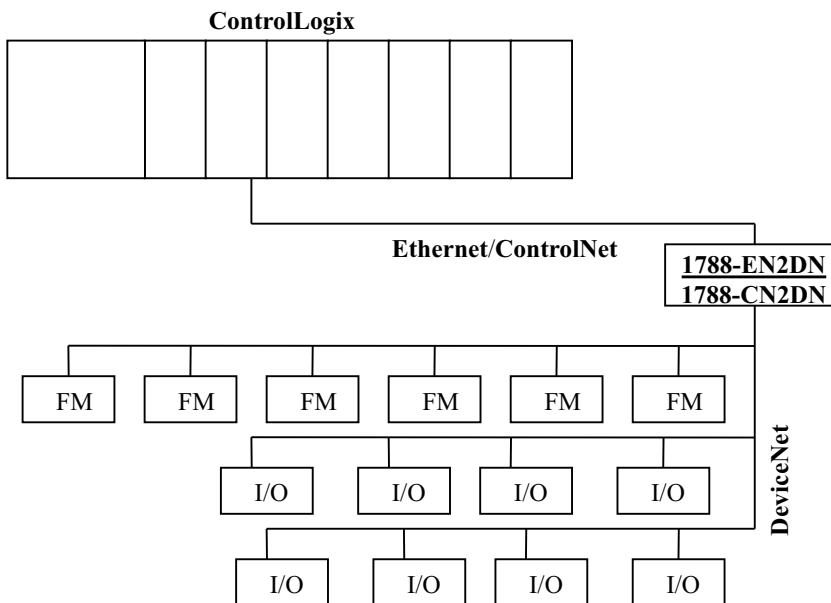 ControlLogix
Ethernet/ControlNet
1788-EN2DN
1788-CN2DN
FM FM FM FM FM FM
DeviceNet
I/O I/O I/O I/O
I/O I/O I/O I/O